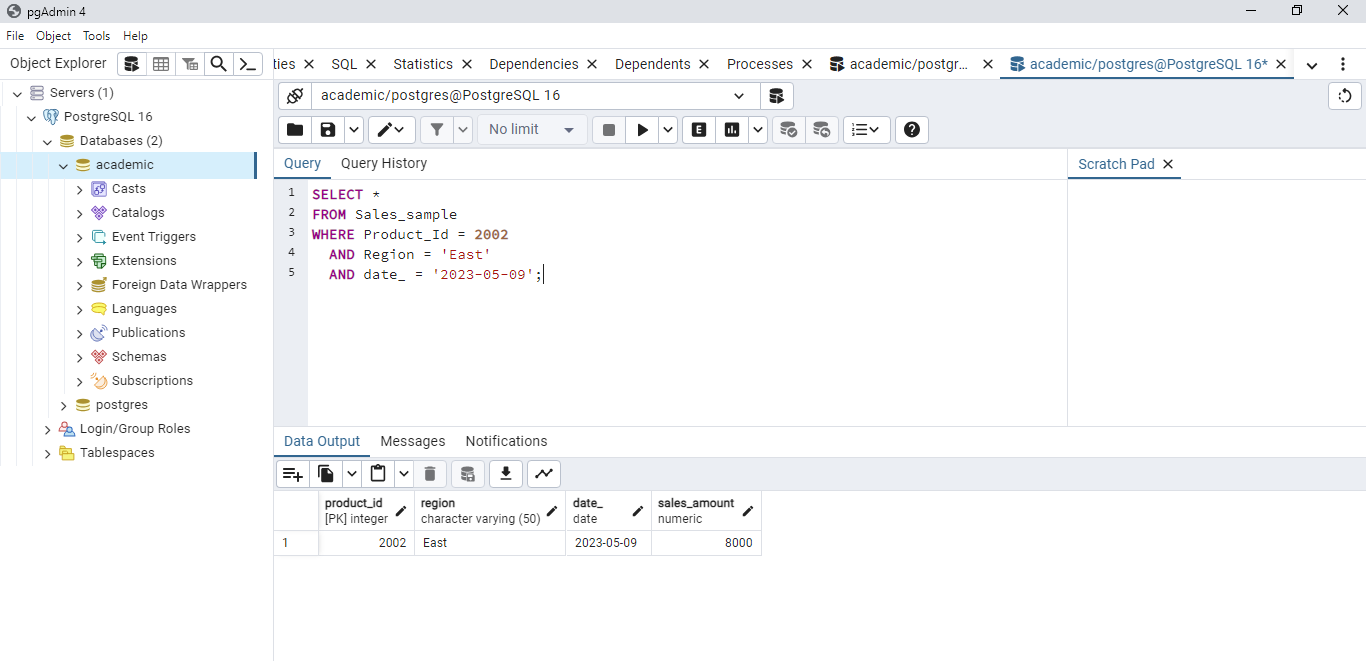 pgAdmin 4
File Object Tools Help
Object Explorer
ties SQL Statistics Dependencies Dependents Processes academic/postgr... academic/postgres@PostgreSQL 16*
Servers (1)
PostgreSQL 16
Databases (2)
academic
Casts
Catalogs
Event Triggers
Extensions
Foreign Data Wrappers
Languages
Publications
Schemas
Subscriptions
postgres
Login/Group Roles
Tablespaces
academic/postgres@PostgreSQL 16
No limit
E
Query Query History
Scratch Pad
1 SELECT *
2 FROM Sales_sample
3 WHERE Product_Id = 2002
4 AND Region = 'East'
5 AND date_ = '2023-05-09';
Data Output Messages Notifications
product_id region date_ sales_amount
[PK] integer character varying (50) date numeric
1 2002 East 2023-05-09 8000